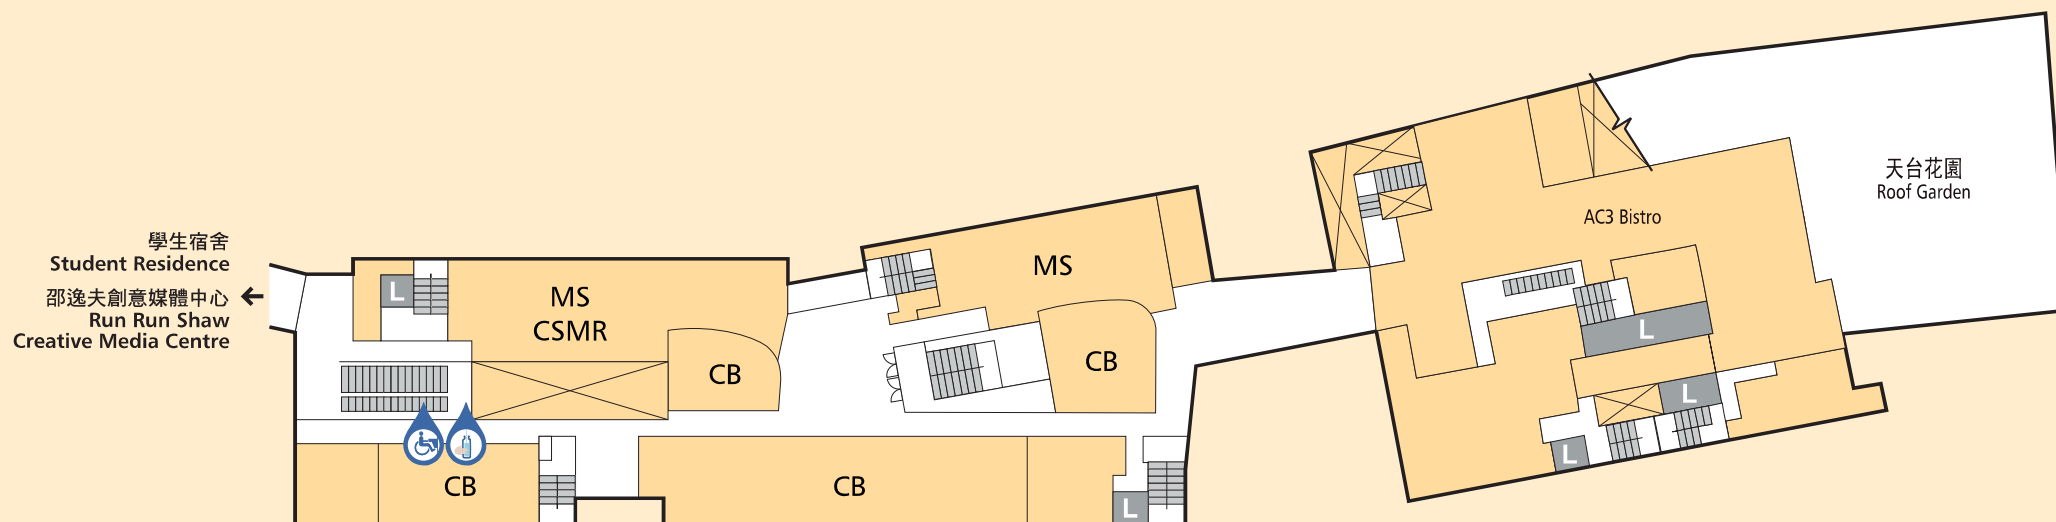 學生宿舍
Student Residence
邵逸夫創意媒體中心
Run Run Shaw
Creative Media Centre
L
MS
CSMR
CB
CB
MS
CB
CB
L
天台花園
Roof Garden
AC3 Bistro
L
L
L